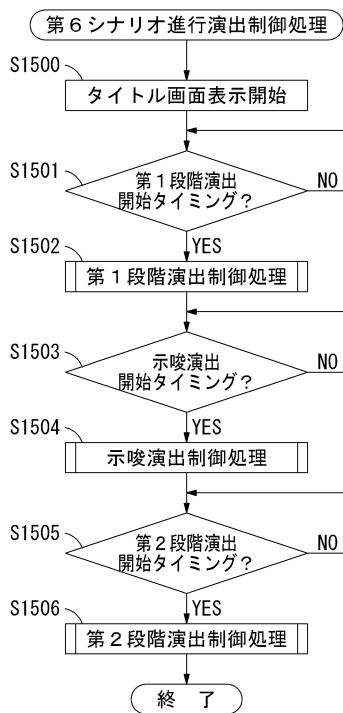 第６シナリオ進行演出制御処理
S1500
タイトル画面表示開始
S1501
第１段階演出
開始タイミング？
NO
YES
S1502
第１段階演出制御処理
S1503
示唆演出
開始タイミング？
NO
YES
S1504
示唆演出制御処理
S1505
第２段階演出
開始タイミング？
NO
YES
S1506
第２段階演出制御処理
終　了